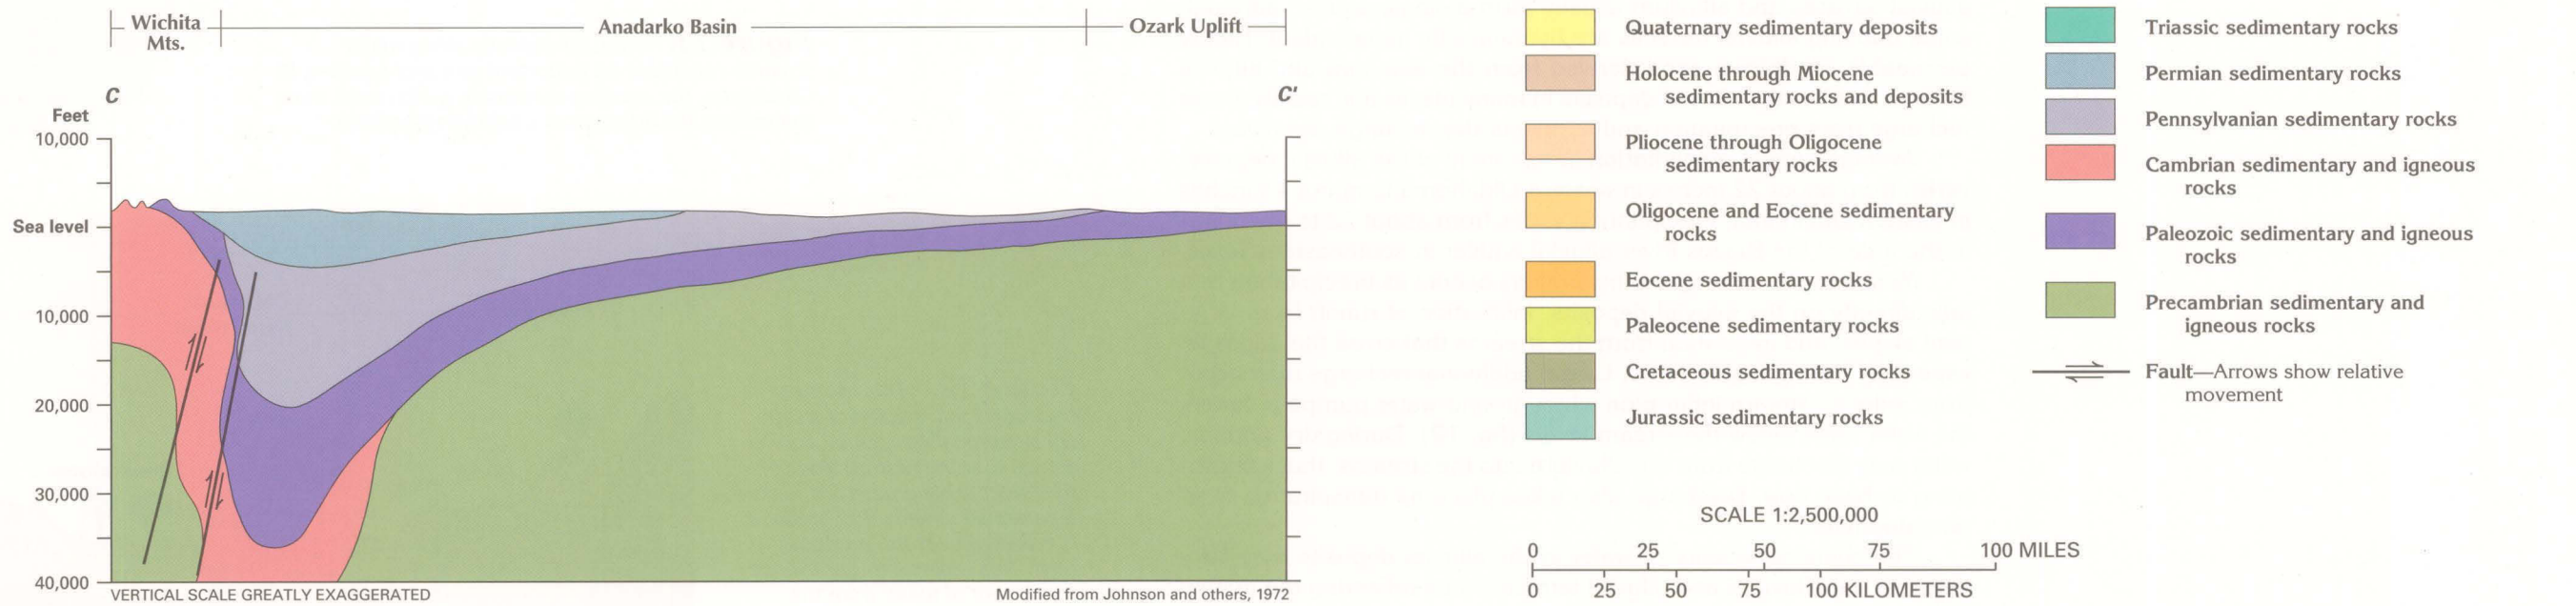 Wichita
Mts.
Anadarko Basin
Ozark Uplift
C
C'
Feet
10,000
Sea level
10,000
20,000
30,000
40,000
VERTICAL SCALE GREATLY EXAGGERATED
Modified from Johnson and others, 1972
Quaternary sedimentary deposits
Holocene through Miocene
sedimentary rocks and deposits
Pliocene through Oligocene
sedimentary rocks
Oligocene and Eocene sedimentary
rocks
Eocene sedimentary rocks
Paleocene sedimentary rocks
Cretaceous sedimentary rocks
Jurassic sedimentary rocks
Triassic sedimentary rocks
Permian sedimentary rocks
Pennsylvanian sedimentary rocks
Cambrian sedimentary and igneous
rocks
Paleozoic sedimentary and igneous
rocks
Precambrian sedimentary and
igneous rocks
Fault—Arrows show relative
movement
SCALE 1:2,500,000
0 25 50 75 100 MILES
0 25 50 75 100 KILOMETERS